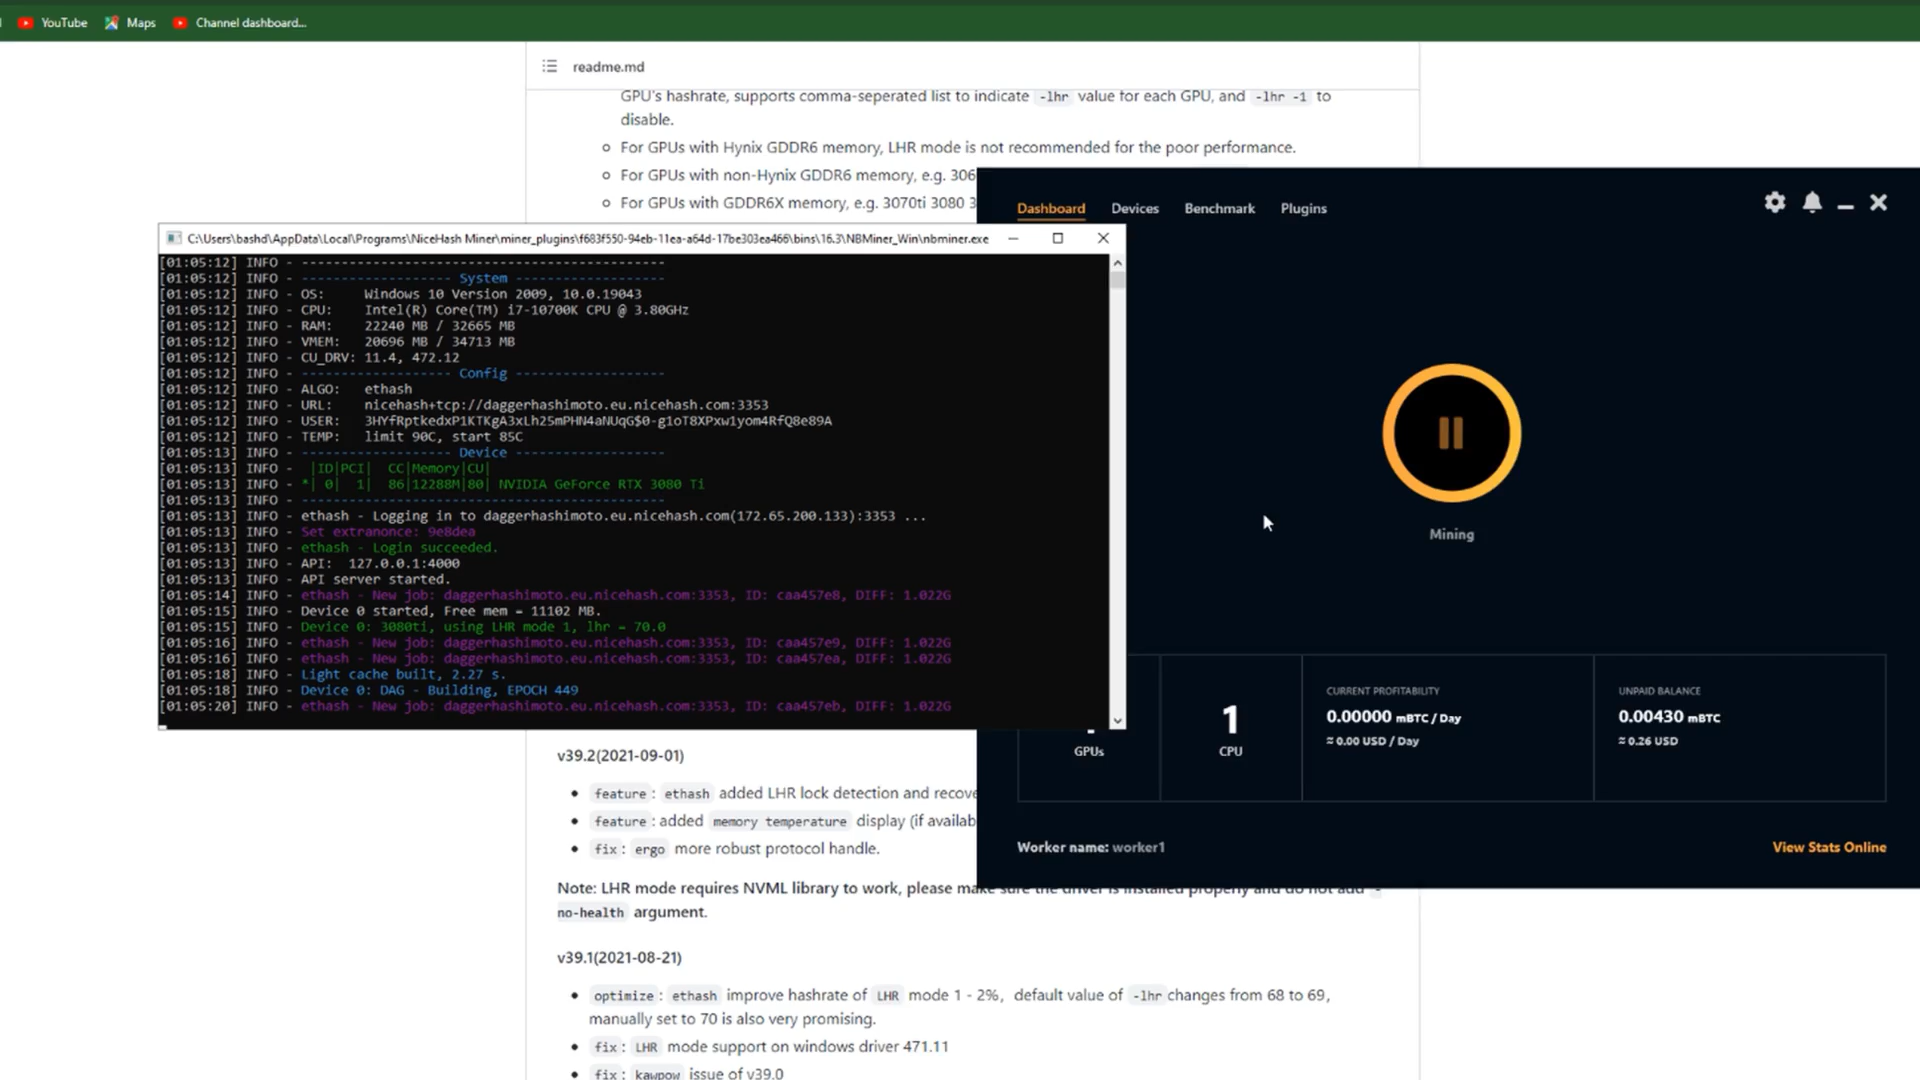 YouTube
Maps
Channel dashboard...
readme.md
GPU's hashrate, supports comma-seperated list to indicate -lhr value for each GPU, and -lhr -1 to
disable.
For GPUs with Hynix GDDR6 memory, LHR mode is not recommended for the poor performance.
For GPUs with non-Hynix GDDR6 memory, e.g. 306
For GPUs with GDDR6X memory, e.g. 3070ti 3080 3
Dashboard
Devices
Benchmark
Plugins
C:\Users\bashd\AppData\Local\Programs\NiceHash Miner\miner_plugins\f683f550-94eb-11ea-a64d-17be303ea466\bins\16.3\NBMiner_Win\nbminer.exe
[01:05:12] INFO - ----------------------------------------------
[01:05:12] INFO - ------------------- System -------------------
[01:05:12] INFO - OS: Windows 10 Version 2009, 10.0.19043
[01:05:12] INFO - CPU: Intel(R) Core(TM) i7-10700K CPU @ 3.80GHz
[01:05:12] INFO - RAM: 22240 MB / 32665 MB
[01:05:12] INFO - VMEM: 20696 MB / 34713 MB
[01:05:12] INFO - CU_DRV: 11.4, 472.12
[01:05:12] INFO - ------------------- Config -------------------
[01:05:12] INFO - ALGO: ethash
[01:05:12] INFO - URL: nicehash+tcp://daggerhashimoto.eu.nicehash.com:3353
[01:05:12] INFO - USER: 3HYfRptkedxP1KTKgA3xLh25mPHN4aNUqG$0-g1oT8XPxw1yom4RfQ8e89A
[01:05:12] INFO - TEMP: limit 90C, start 85C
[01:05:13] INFO - ------------------- Device -------------------
[01:05:13] INFO - |ID|PCI| CC|Memory|CU|
[01:05:13] INFO - *| 0| 1| 86|12288M|80| NVIDIA GeForce RTX 3080 Ti
[01:05:13] INFO - ----------------------------------------------
[01:05:13] INFO - ethash - Logging in to daggerhashimoto.eu.nicehash.com(172.65.200.133):3353 ...
[01:05:13] INFO - Set extranonce: 9e8dea
[01:05:13] INFO - ethash - Login succeeded.
[01:05:13] INFO - API: 127.0.0.1:4000
[01:05:13] INFO - API server started.
[01:05:14] INFO - ethash - New job: daggerhashimoto.eu.nicehash.com:3353, ID: caa457e8, DIFF: 1.022G
[01:05:15] INFO - Device 0 started, Free mem = 11102 MB.
[01:05:15] INFO - Device 0: 3080ti, using LHR mode 1, lhr = 70.0
[01:05:16] INFO - ethash - New job: daggerhashimoto.eu.nicehash.com:3353, ID: caa457e9, DIFF: 1.022G
[01:05:16] INFO - ethash - New job: daggerhashimoto.eu.nicehash.com:3353, ID: caa457ea, DIFF: 1.022G
[01:05:18] INFO - Light cache built, 2.27 s.
[01:05:18] INFO - Device 0: DAG - Building, EPOCH 449
[01:05:20] INFO - ethash - New job: daggerhashimoto.eu.nicehash.com:3353, ID: caa457eb, DIFF: 1.022G
Mining
GPUs
1
CPU
CURRENT PROFITABILITY
0.00000 mBTC / Day
≈ 0.00 USD / Day
UNPAID BALANCE
0.00430 mBTC
≈ 0.26 USD
Worker name: worker1
View Stats Online
v39.2(2021-09-01)
feature: ethash added LHR lock detection and recove
feature: added memory temperature display (if availab
fix: ergo more robust protocol handle.
Note: LHR mode requires NVML library to work, please make sure the driver is installed properly and do not add -
no-health argument.
v39.1(2021-08-21)
optimize: ethash improve hashrate of LHR mode 1 - 2%, default value of -lhr changes from 68 to 69,
manually set to 70 is also very promising.
fix: LHR mode support on windows driver 471.11
fix: kawpow issue of v39.0